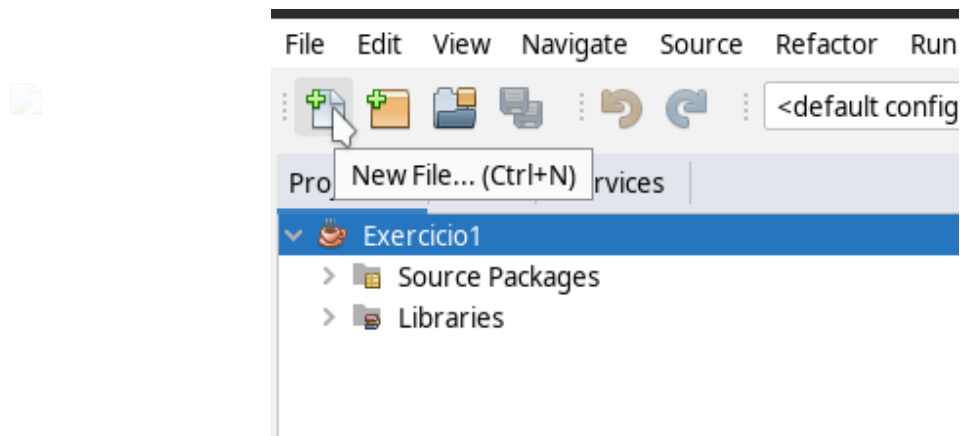 File Edit View Navigate Source Refactor Run
<default config
New File... (Ctrl+N)
Pro rvices
Exercicio1
Source Packages
Libraries